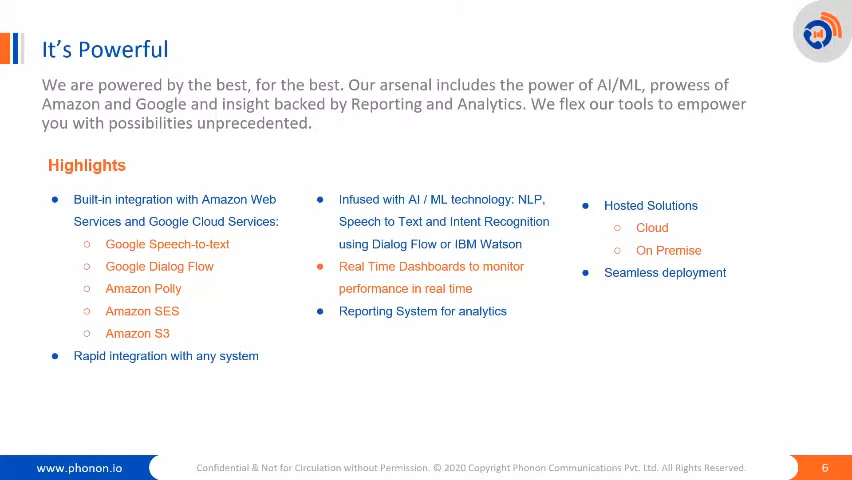 It's Powerful
We are powered by the best, for the best. Our arsenal includes the power of AI/ML, prowess of
Amazon and Google and insight backed by Reporting and Analytics. We flex our tools to empower
you with possibilities unprecedented.
Highlights
● Built-in integration with Amazon Web
Services and Google Cloud Services:
○ Google Speech-to-text
○ Google Dialog Flow
○ Amazon Polly
○ Amazon SES
○ Amazon S3
● Rapid integration with any system
● Infused with AI / ML technology: NLP,
Speech to Text and Intent Recognition
using Dialog Flow or IBM Watson
● Real Time Dashboards to monitor
performance in real time
● Reporting System for analytics
● Hosted Solutions
○ Cloud
○ On Premise
● Seamless deployment
www.phonon.io
Confidential & Not for Circulation without Permission. © 2020 Copyright Phonon Communications Pvt. Ltd. All Rights Reserved.
6